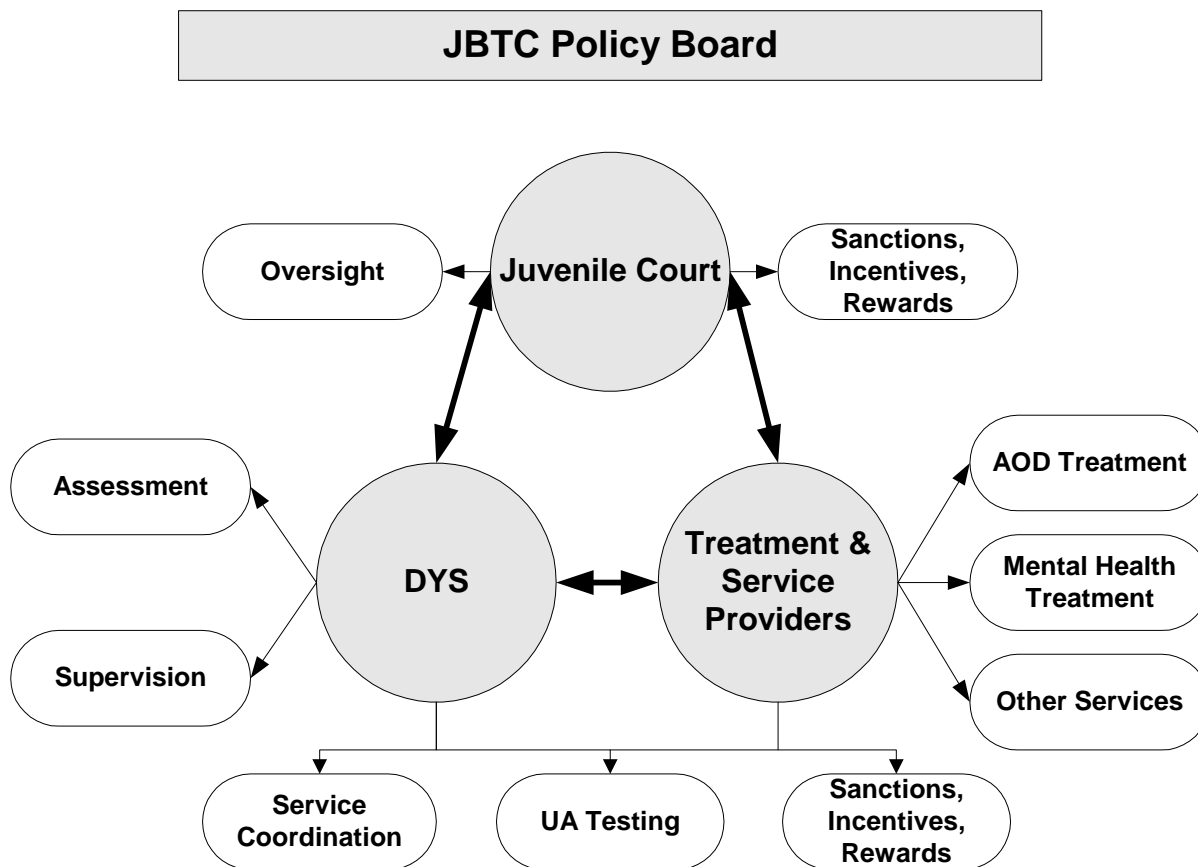 JBTC Policy Board
Oversight
Juvenile Court
Sanctions,
Incentives,
Rewards
Assessment
Supervision
DYS
Treatment &
Service
Providers
AOD Treatment
Mental Health
Treatment
Other Services
Service
Coordination
UA Testing
Sanctions,
Incentives,
Rewards